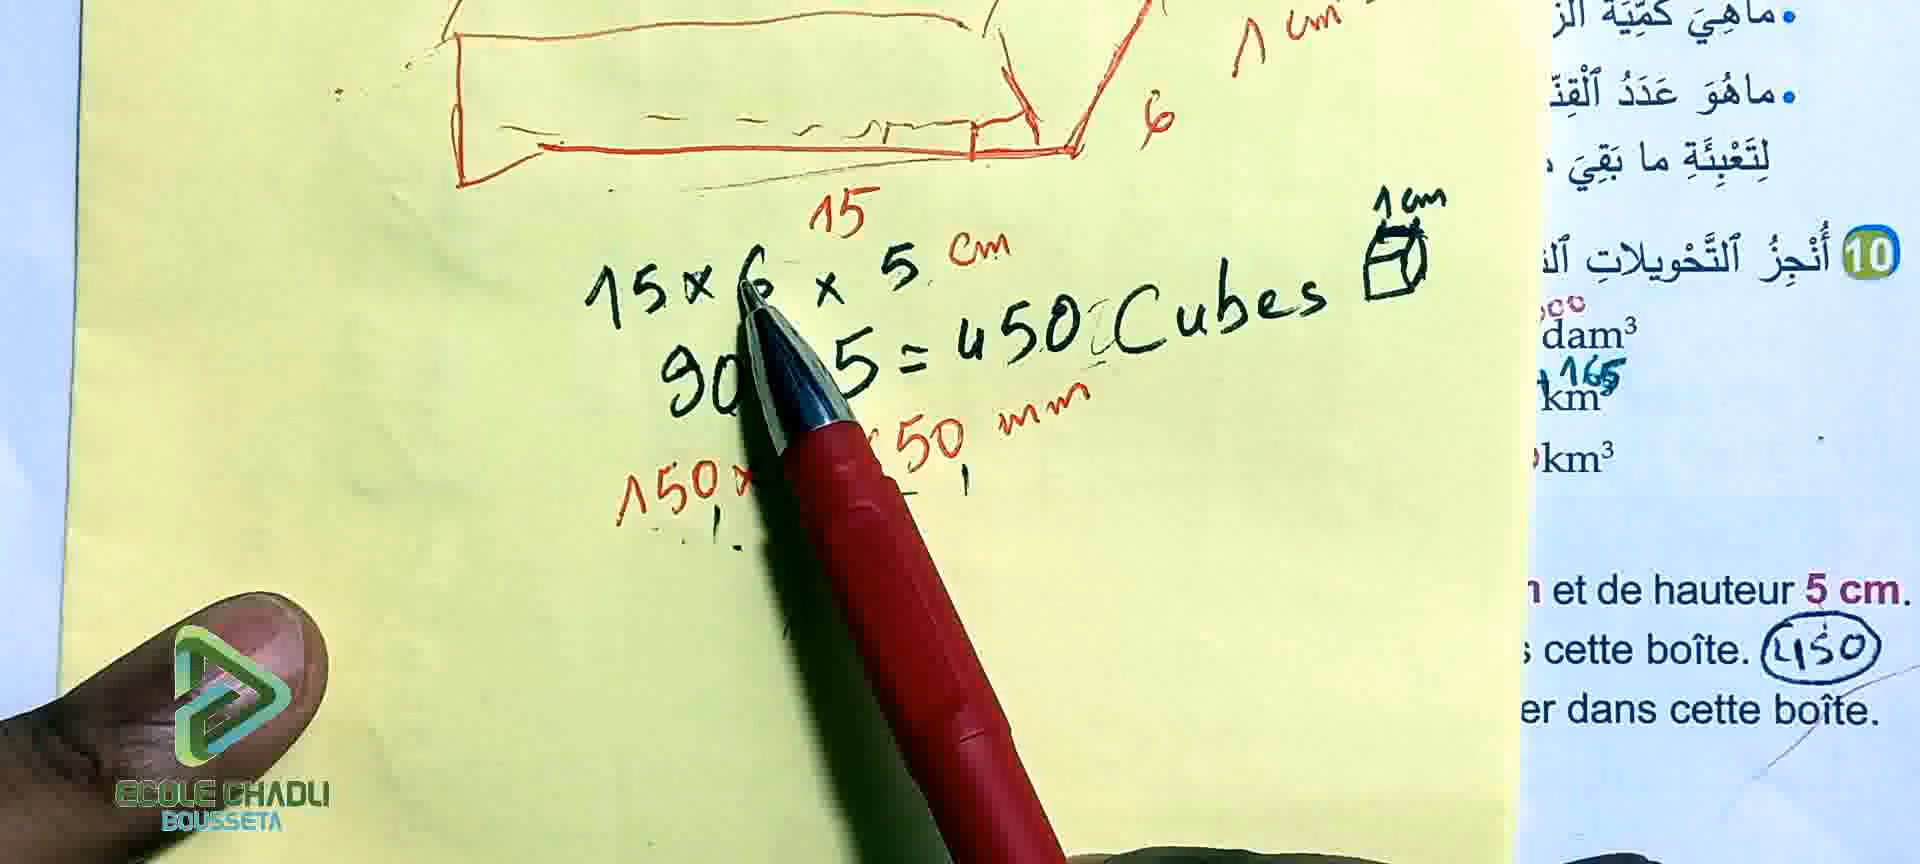 1 cm
6
15
15 × 6 × 5 cm
90 5 = 450 Cubes
1 cm
150 × 50 mm
ماهِيَ كَمِّيَّةُ
ماهُوَ عَدَدُ
لِتَعْبِئَةِ ما بَقِيَ
10 أُنْجِزُ ٱلتَّحْويلاتِ
dam³
165
km³
km³
et de hauteur 5 cm.
cette boîte. 450
er dans cette boîte.
ECOLE CHADLI
BOUSSETA